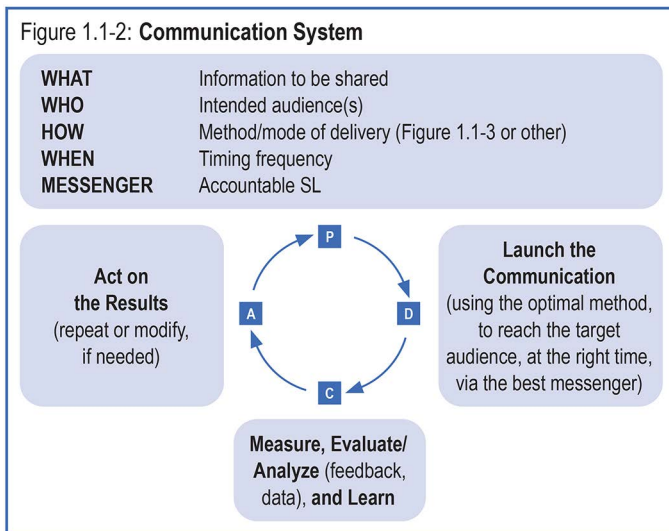 Figure 1.1-2: Communication System
WHAT Information to be shared
WHO Intended audience(s)
HOW Method/mode of delivery (Figure 1.1-3 or other)
WHEN Timing frequency
MESSENGER Accountable SL
P
Act on
the Results
(repeat or modify,
if needed)
A
D
Launch the
Communication
(using the optimal method,
to reach the target
audience, at the right time,
via the best messenger)
C
Measure, Evaluate/
Analyze (feedback,
data), and Learn